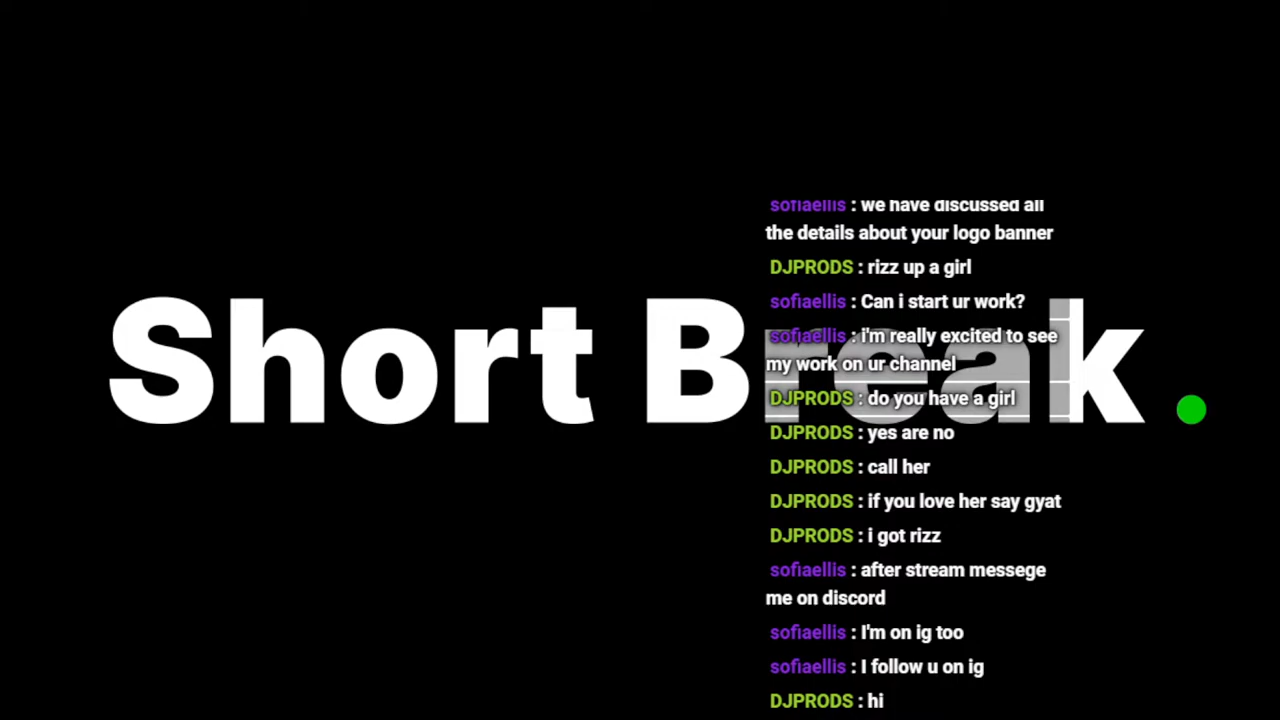 Short Break.
sofiaellis : we have discussed all
the details about your logo banner
DJPRODS : rizz up a girl
sofiaellis : Can i start ur work?
sofiaellis : i'm really excited to see
my work on ur channel
DJPRODS : do you have a girl
DJPRODS : yes are no
DJPRODS : call her
DJPRODS : if you love her say gyat
DJPRODS : i got rizz
sofiaellis : after stream messege
me on discord
sofiaellis : I'm on ig too
sofiaellis : I follow u on ig
DJPRODS : hi